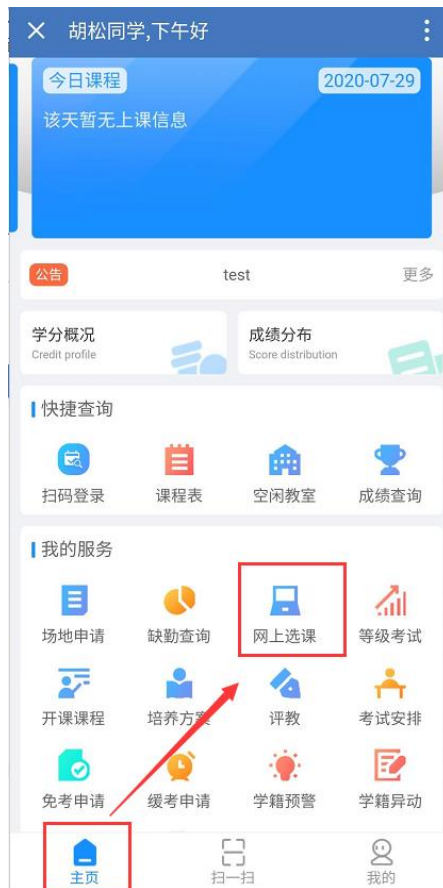 胡松同学,下午好
今日课程 2020-07-29
该天暂无上课信息
公告 test 更多
学分概况 成绩分布
Credit profile Score distribution
快捷查询
扫码登录 课程表 空闲教室 成绩查询
我的服务
场地申请 缺勤查询 网上选课 等级考试
开课课程 培养方案 评教 考试安排
免考申请 缓考申请 学籍预警 学籍异动
主页 扫一扫 我的